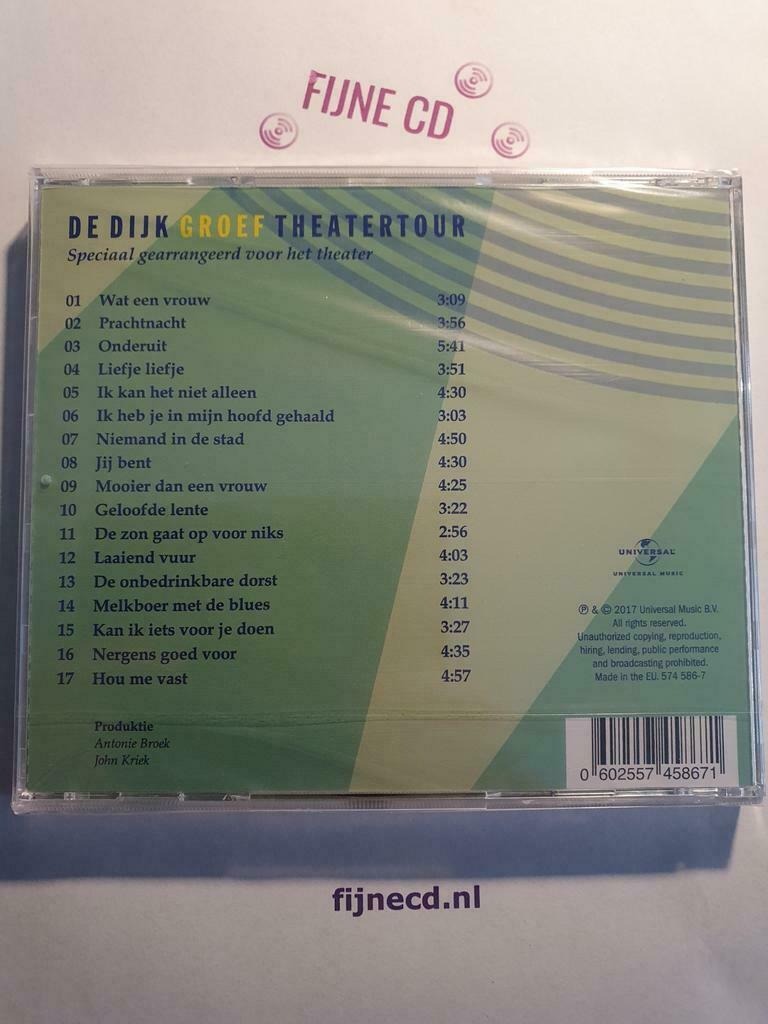 FIJNE CD
DE DIJK GROEF THEATERTOUR
Speciaal gearrangeerd voor het theater
01 Wat een vrouw 3:09
02 Prachtnacht 3:56
03 Onderuit 5:41
04 Liefje liefje 3:51
05 Ik kan het niet alleen 4:30
06 Ik heb je in mijn hoofd gehaald 3:03
07 Niemand in de stad 4:50
08 Jij bent 4:30
09 Mooier dan een vrouw 4:25
10 Geloofde lente 3:22
11 De zon gaat op voor niks 2:56
12 Laaiend vuur 4:03
13 De onbedrinkbare dorst 3:23
14 Melkboer met de blues 4:11
15 Kan ik iets voor je doen 3:27
16 Nergens goed voor 4:35
17 Hou me vast 4:57
Produktie
Antonie Broek
John Kriek
UNIVERSAL
UNIVERSAL MUSIC
℗ & © 2017 Universal Music B.V.
All rights reserved.
Unauthorized copying, reproduction,
hiring, lending, public performance
and broadcasting prohibited.
Made in the EU. 574 586-7
0 602557 458671
fijnecd.nl